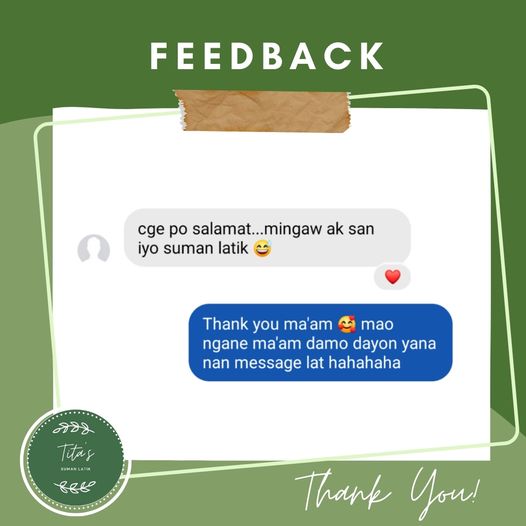 FEEDBACK
cge po salamat...mingaw ak san
iyo suman latik 😅
❤️
Thank you ma'am 🥰 mao
ngane ma'am damo dayon yana
nan message lat hahahaha
Tita's
SUMAN LATIK
Thank You!